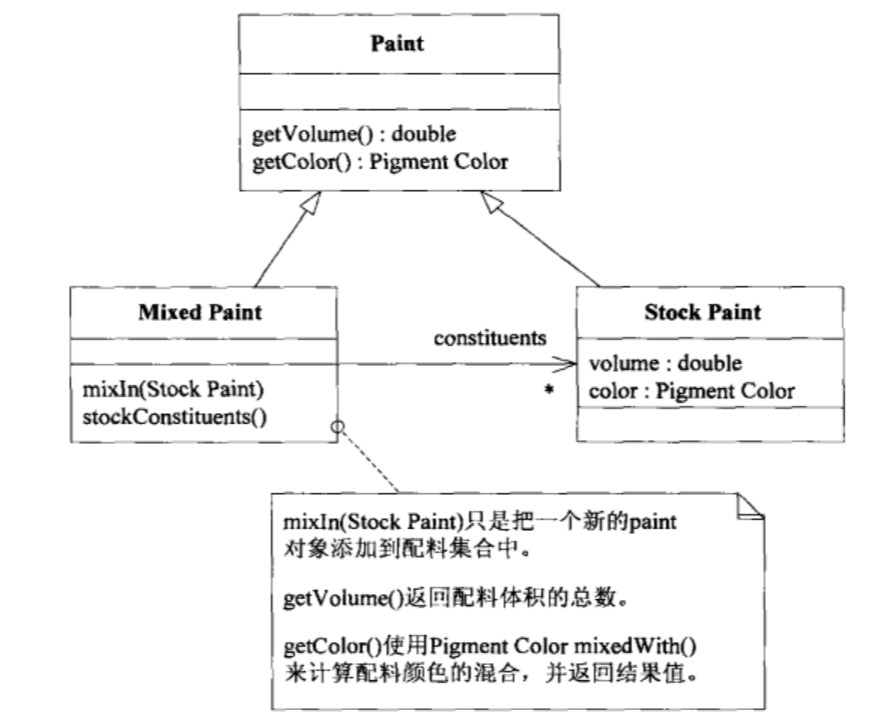 Paint
getVolume() : double
getColor() : Pigment Color
Mixed Paint
mixIn(Stock Paint)
stockConstituents()
constituents
*
Stock Paint
volume : double
color : Pigment Color
mixIn(Stock Paint)只是把一个新的paint
对象添加到配料集合中。
getVolume()返回配料体积的总数。
getColor()使用Pigment Color mixedWith()
来计算配料颜色的混合，并返回结果值。